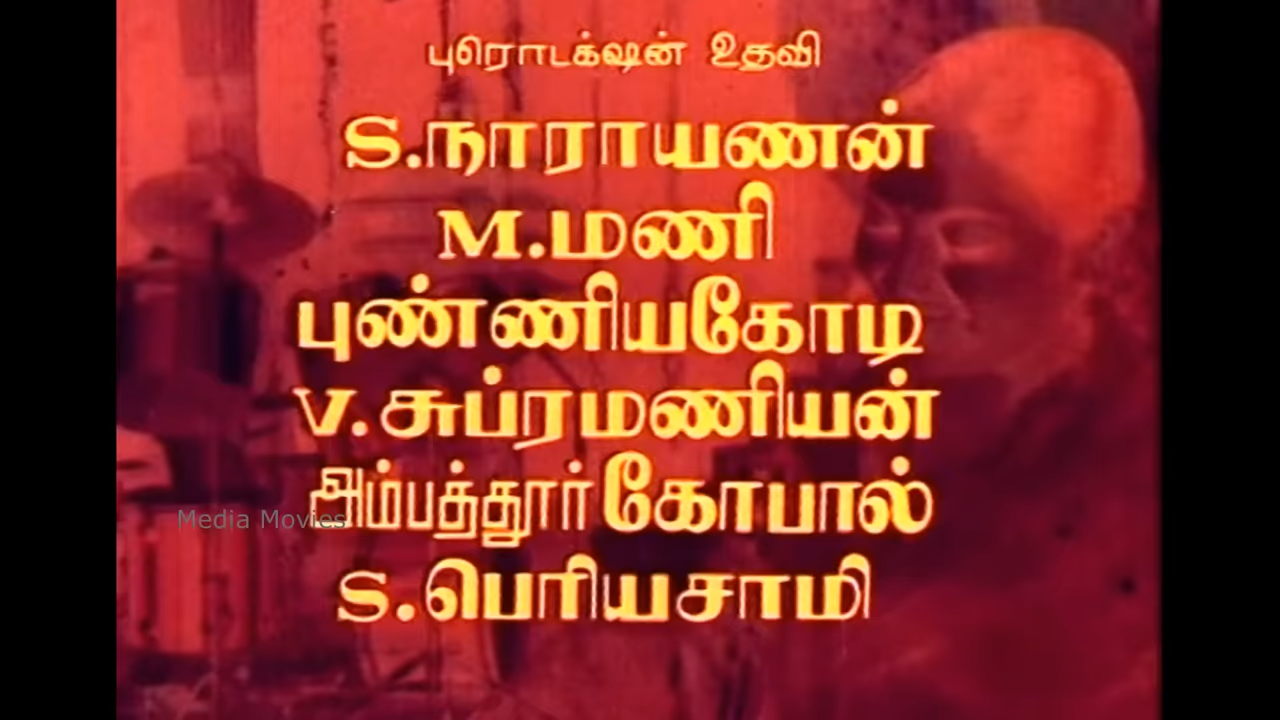 புரொடக்ஷன் உதவி
S.நாராயணன்
M.மணி
புண்ணியகோடி
V.சுப்ரமணியன்
அம்பத்தூர் கோபால்
Media Movies
S.பெரியசாமி